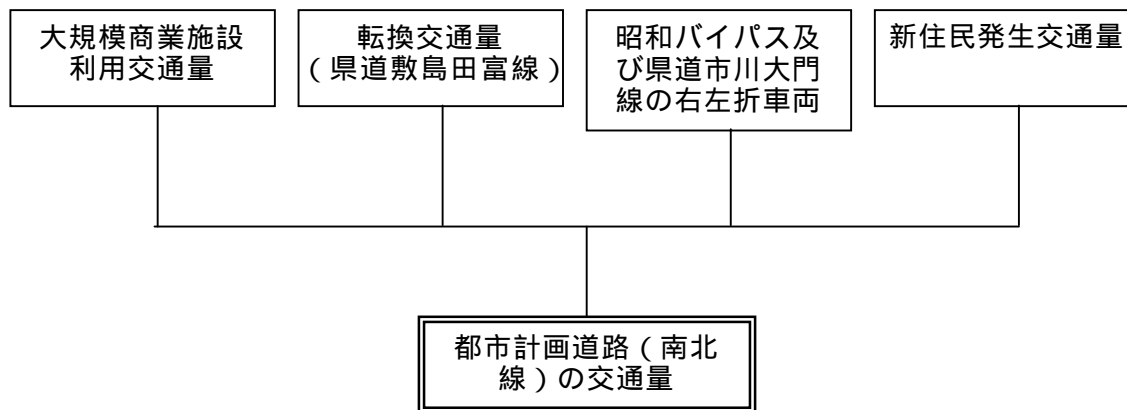 大規模商業施設
利用交通量
転換交通量
（県道敷島田富線）
昭和バイパス及
び県道市川大門
線の右左折車両
新住民発生交通量
都市計画道路（南北
線）の交通量